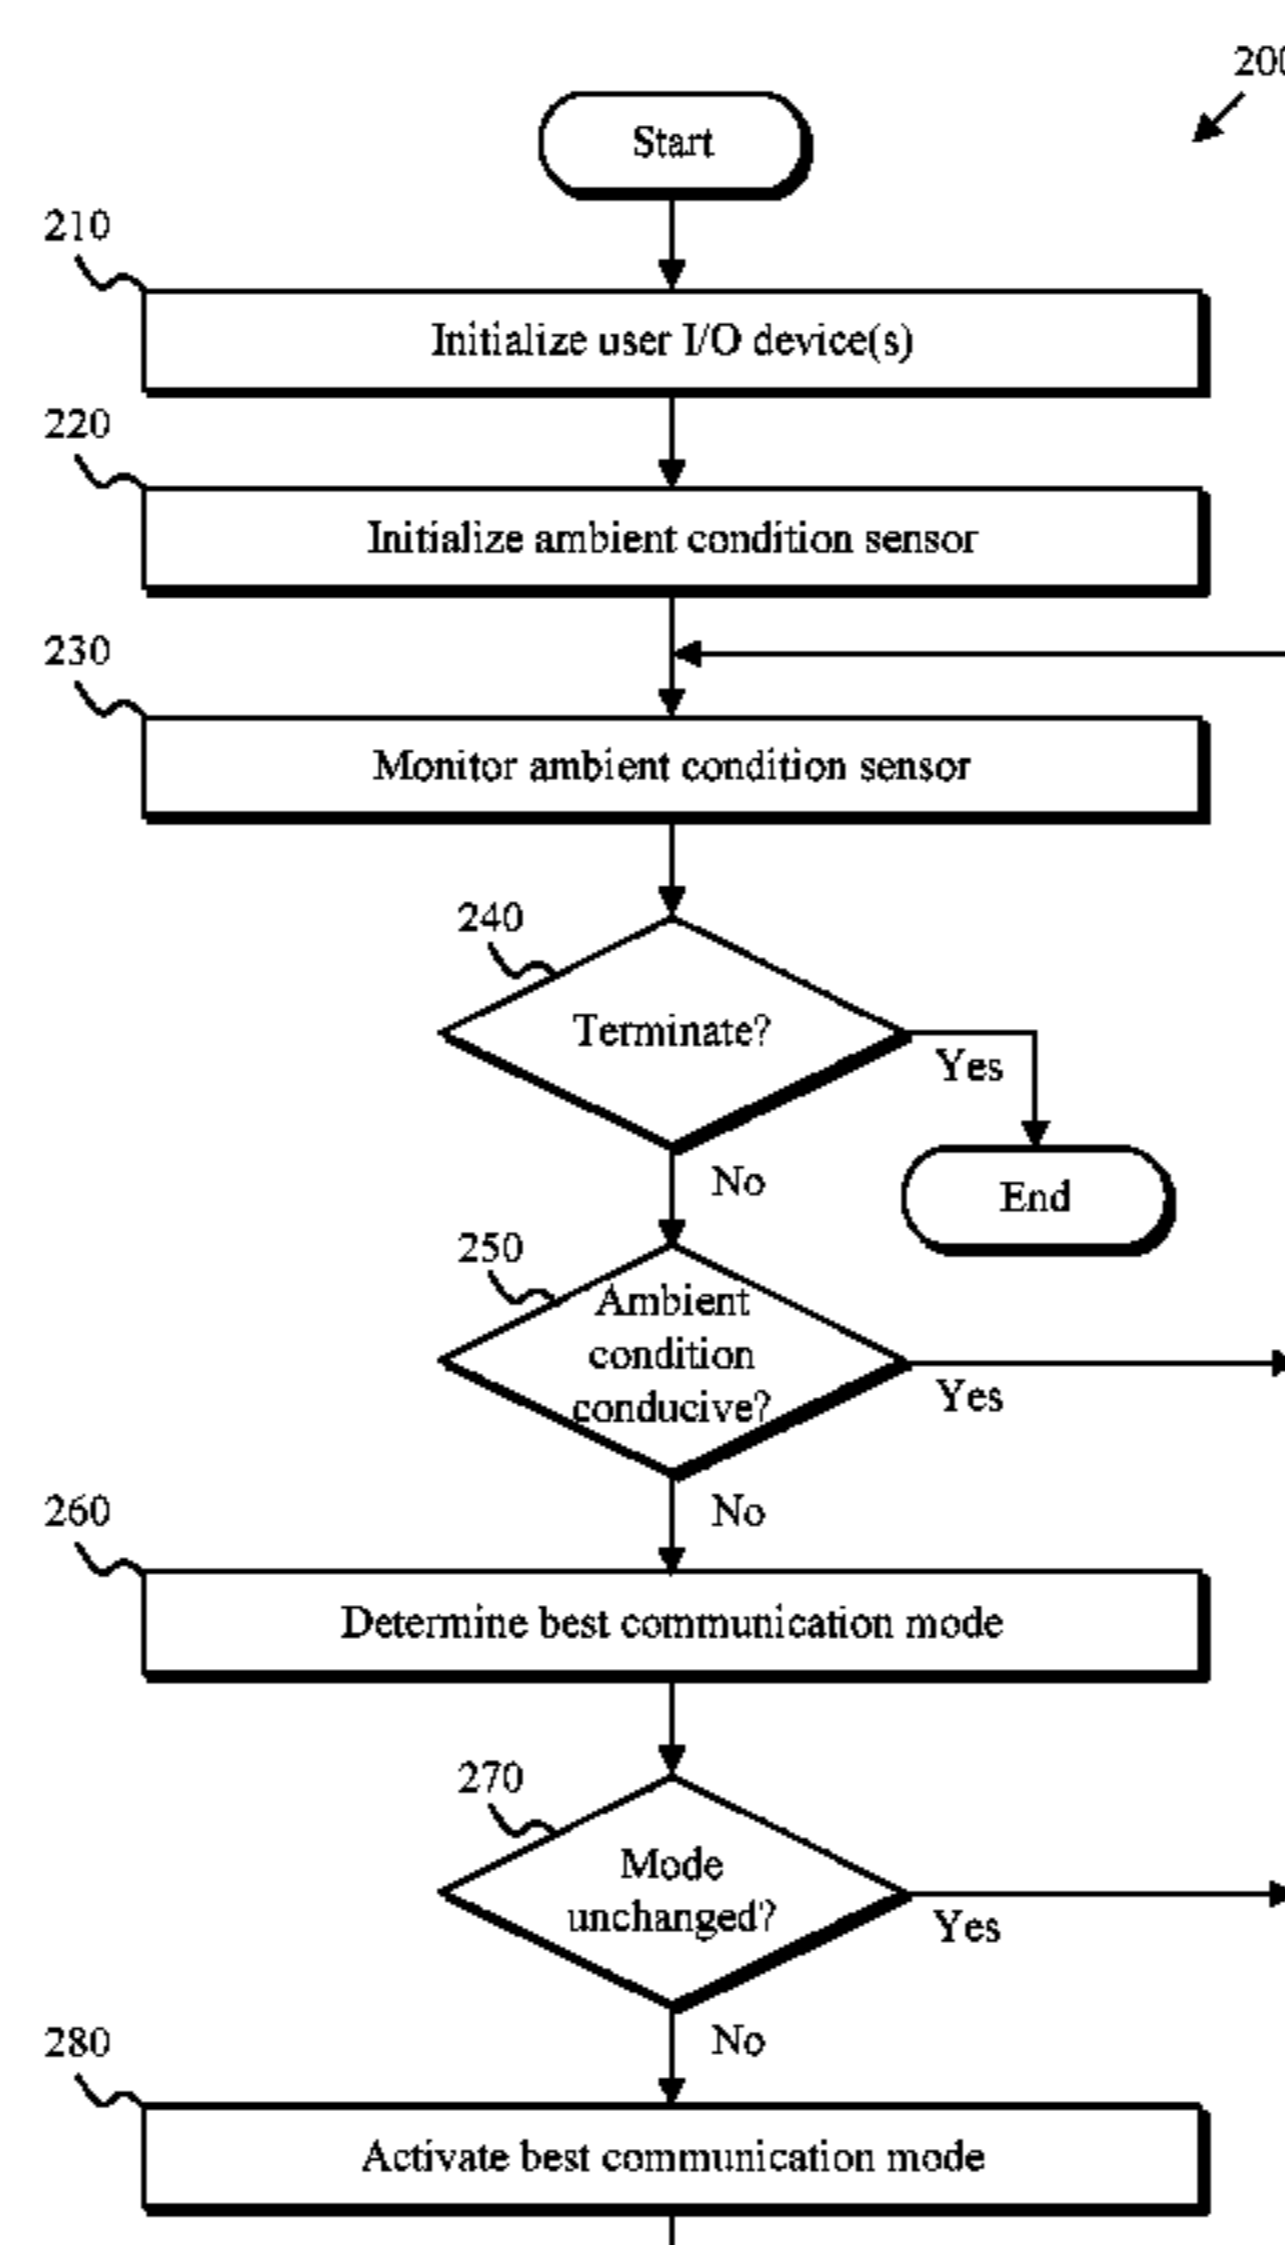 200
Start
210
Initialize user I/O device(s)
220
Initialize ambient condition sensor
230
Monitor ambient condition sensor
240
Terminate?
Yes
No
End
250
Ambient
condition
conducive?
Yes
No
260
Determine best communication mode
270
Mode
unchanged?
Yes
No
280
Activate best communication mode